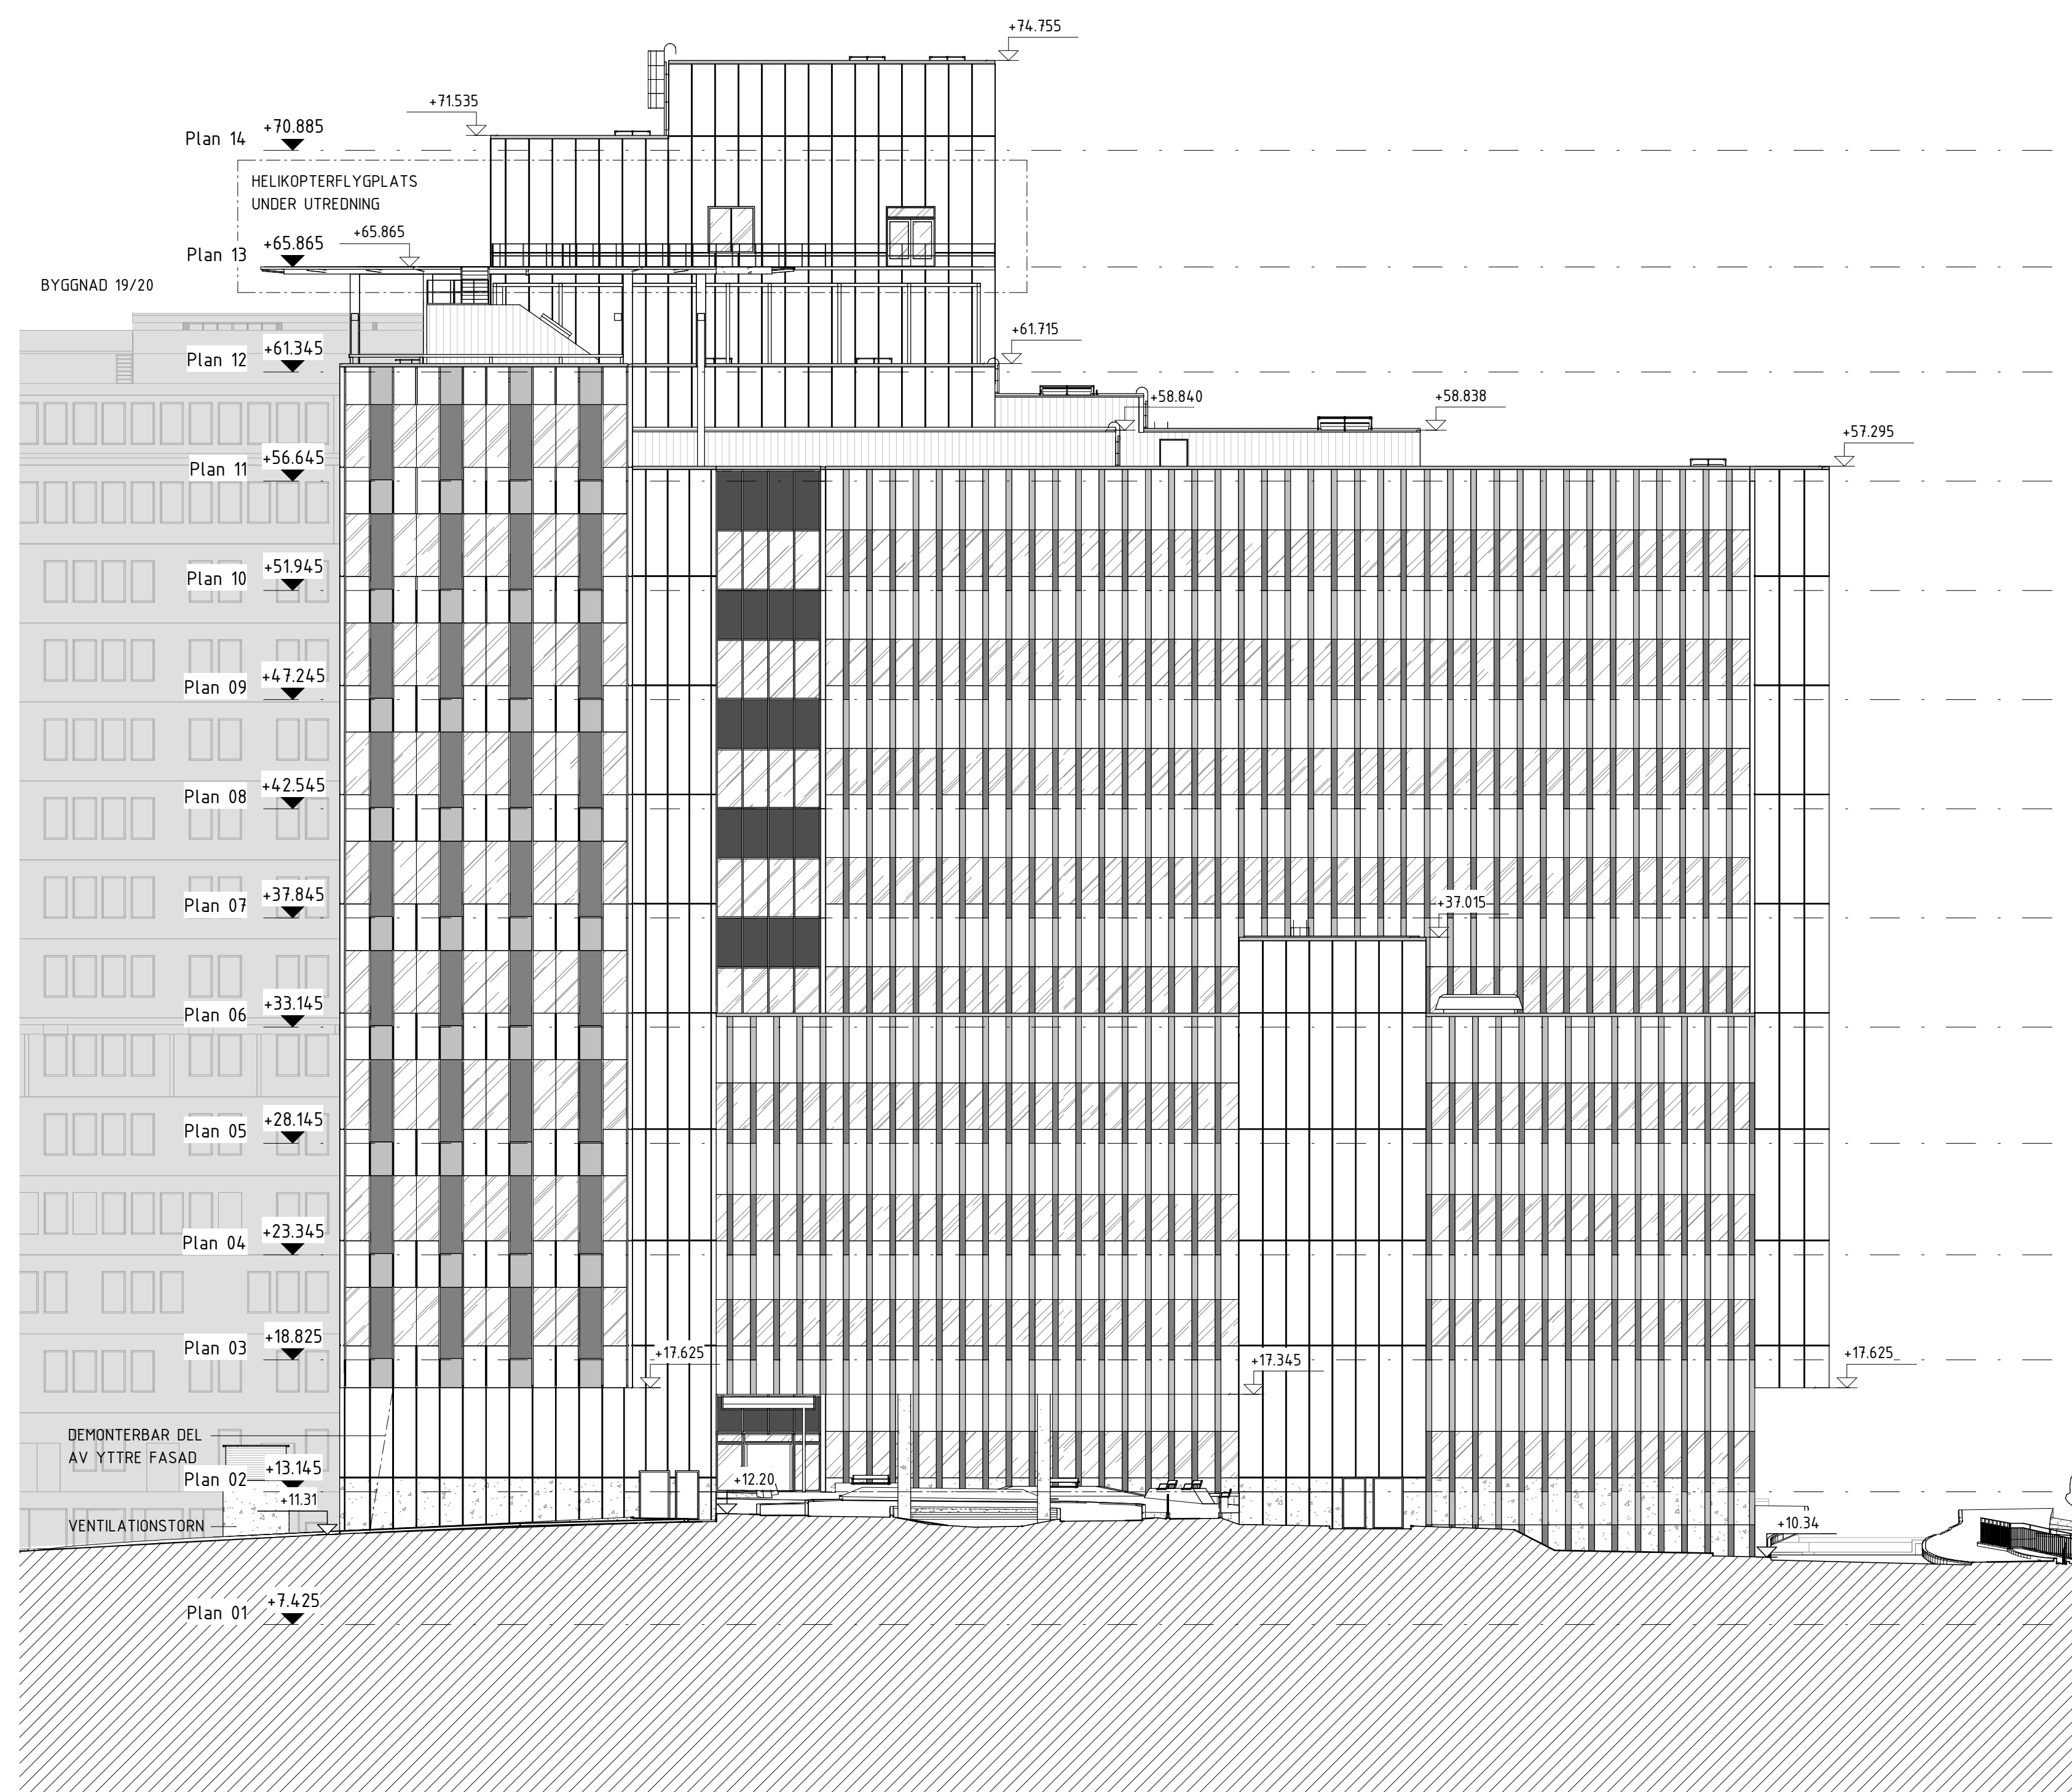 +74.755
+71.535
Plan 14 +70.885
HELIKOPTERFLYGPLATS
UNDER UTREDNING
Plan 13 +65.865 +65.865
BYGGNAD 19/20
+61.715
Plan 12 +61.345
+58.840
+58.838
+57.295
Plan 11 +56.645
Plan 10 +51.945
Plan 09 +47.245
Plan 08 +42.545
Plan 07 +37.845
+37.015
Plan 06 +33.145
Plan 05 +28.145
Plan 04 +23.345
Plan 03 +18.825
+17.625
+17.345
+17.625
DEMONTERBAR DEL
AV YTTRE FASAD
Plan 02 +13.145
+12.20
+11.31
VENTILATIONSTORN
+10.34
Plan 01 +7.425